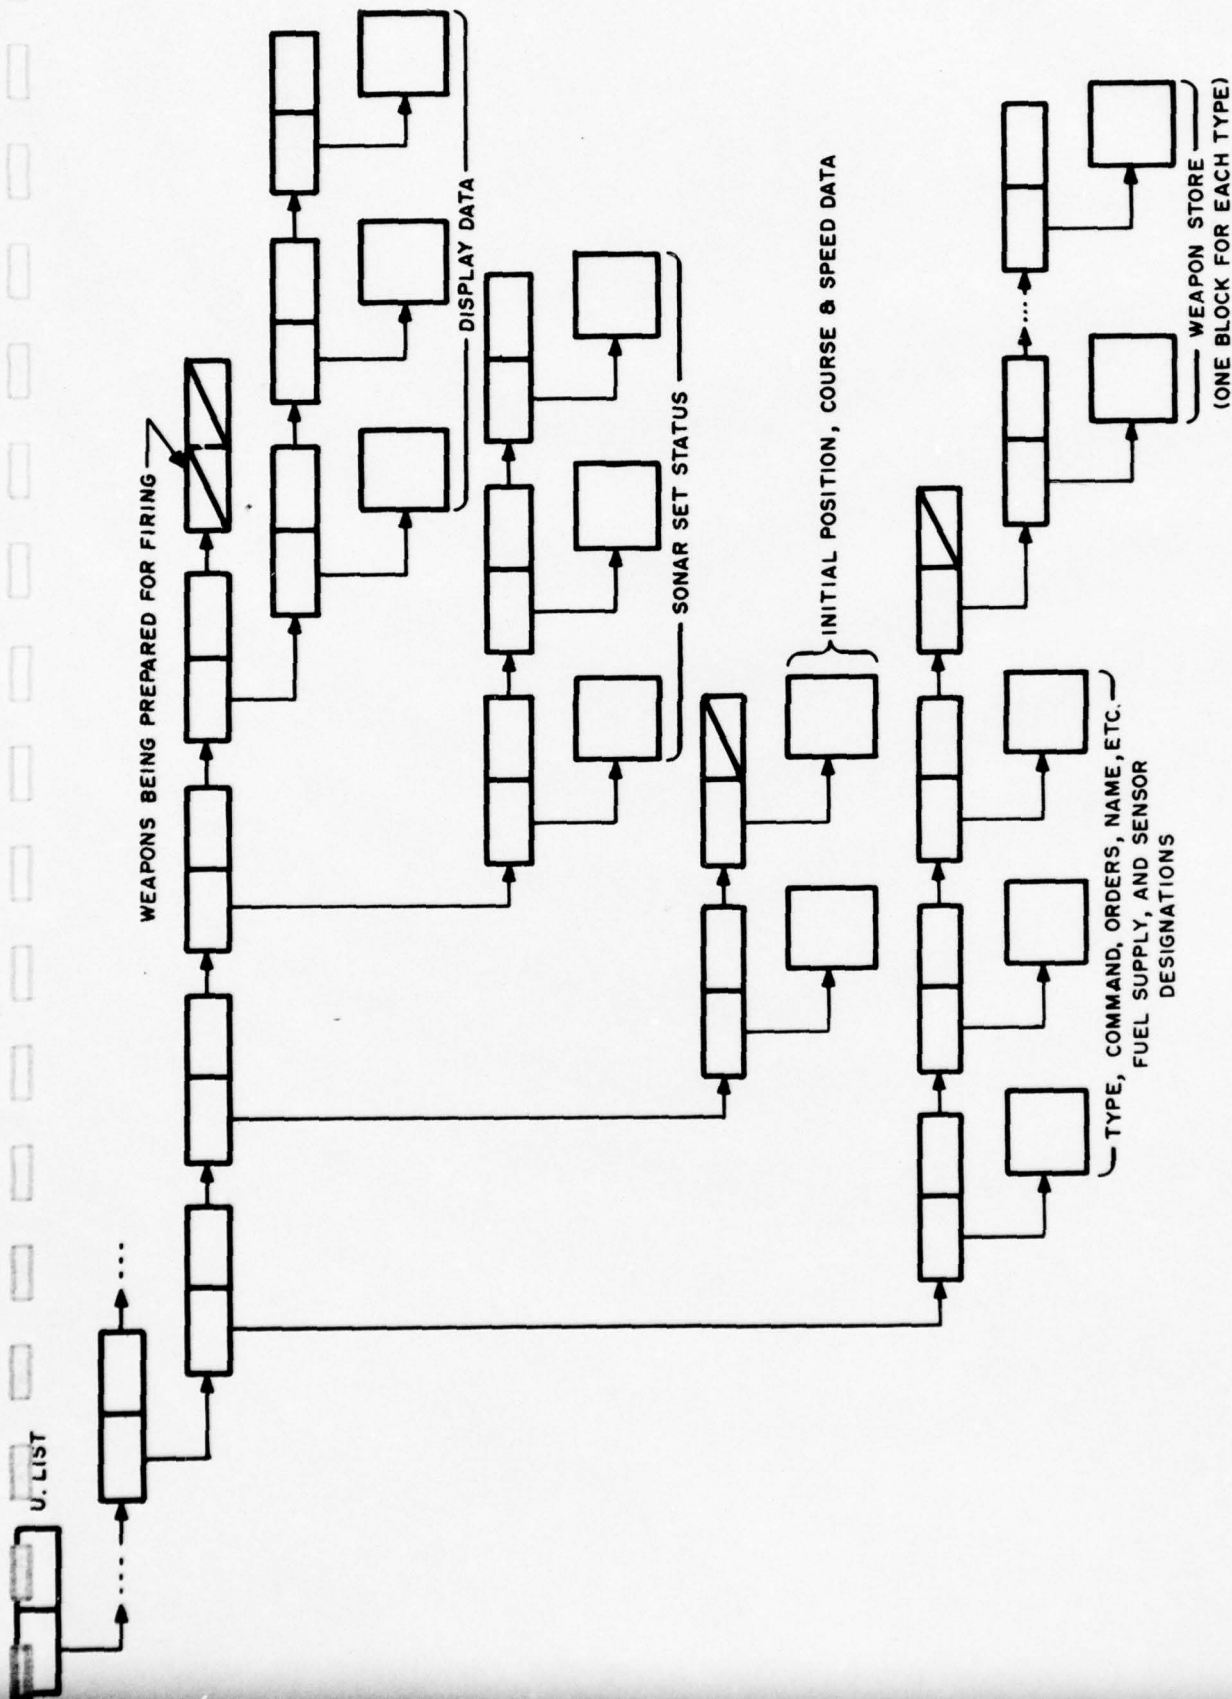 U. LIST
WEAPONS BEING PREPARED FOR FIRING
DISPLAY DATA
SONAR SET STATUS
INITIAL POSITION, COURSE & SPEED DATA
TYPE, COMMAND, ORDERS, NAME, ETC.
FUEL SUPPLY, AND SENSOR
DESIGNATIONS
WEAPON STORE
(ONE BLOCK FOR EACH TYPE)